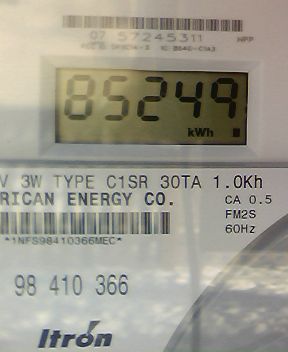 07 57245311
85249
kWh
V 3W TYPE C1SR 30TA 1.0Kh
RICAN ENERGY CO.
CA 0.5
FM2S
60Hz
*1NFS98410366MEC*
98 410 366
Itrón